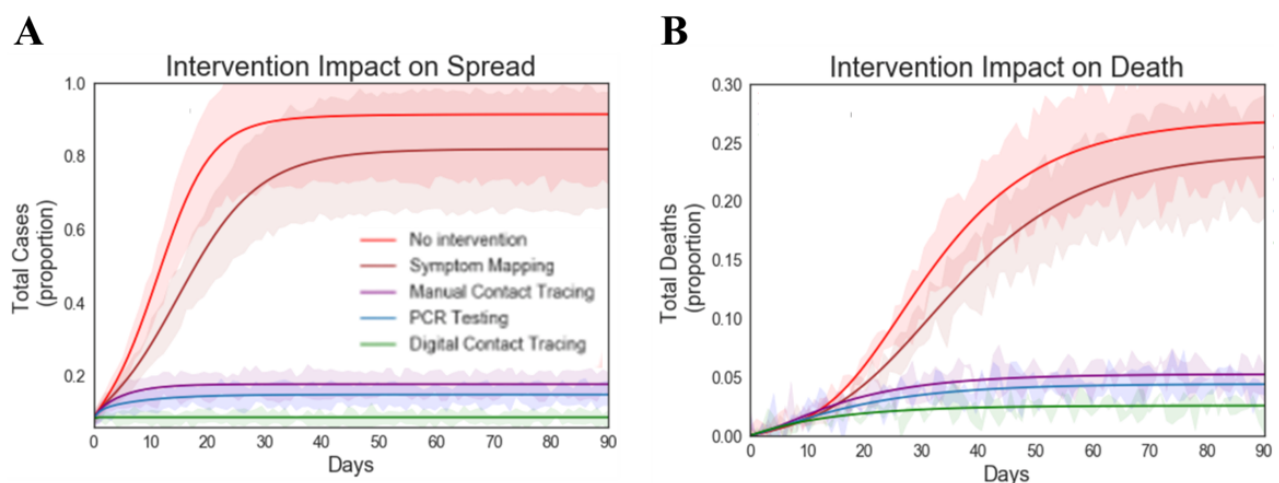 A
Intervention Impact on Spread
1.0
0.8
0.6
0.4
0.2
Total Cases
(proportion)
No intervention
Symptom Mapping
Manual Contact Tracing
PCR Testing
Digital Contact Tracing
0 10 20 30 40 50 60 70 80 90
Days
B
Intervention Impact on Death
0.30
0.25
0.20
0.15
0.10
0.05
0.00
Total Deaths
(proportion)
0 10 20 30 40 50 60 70 80 90
Days